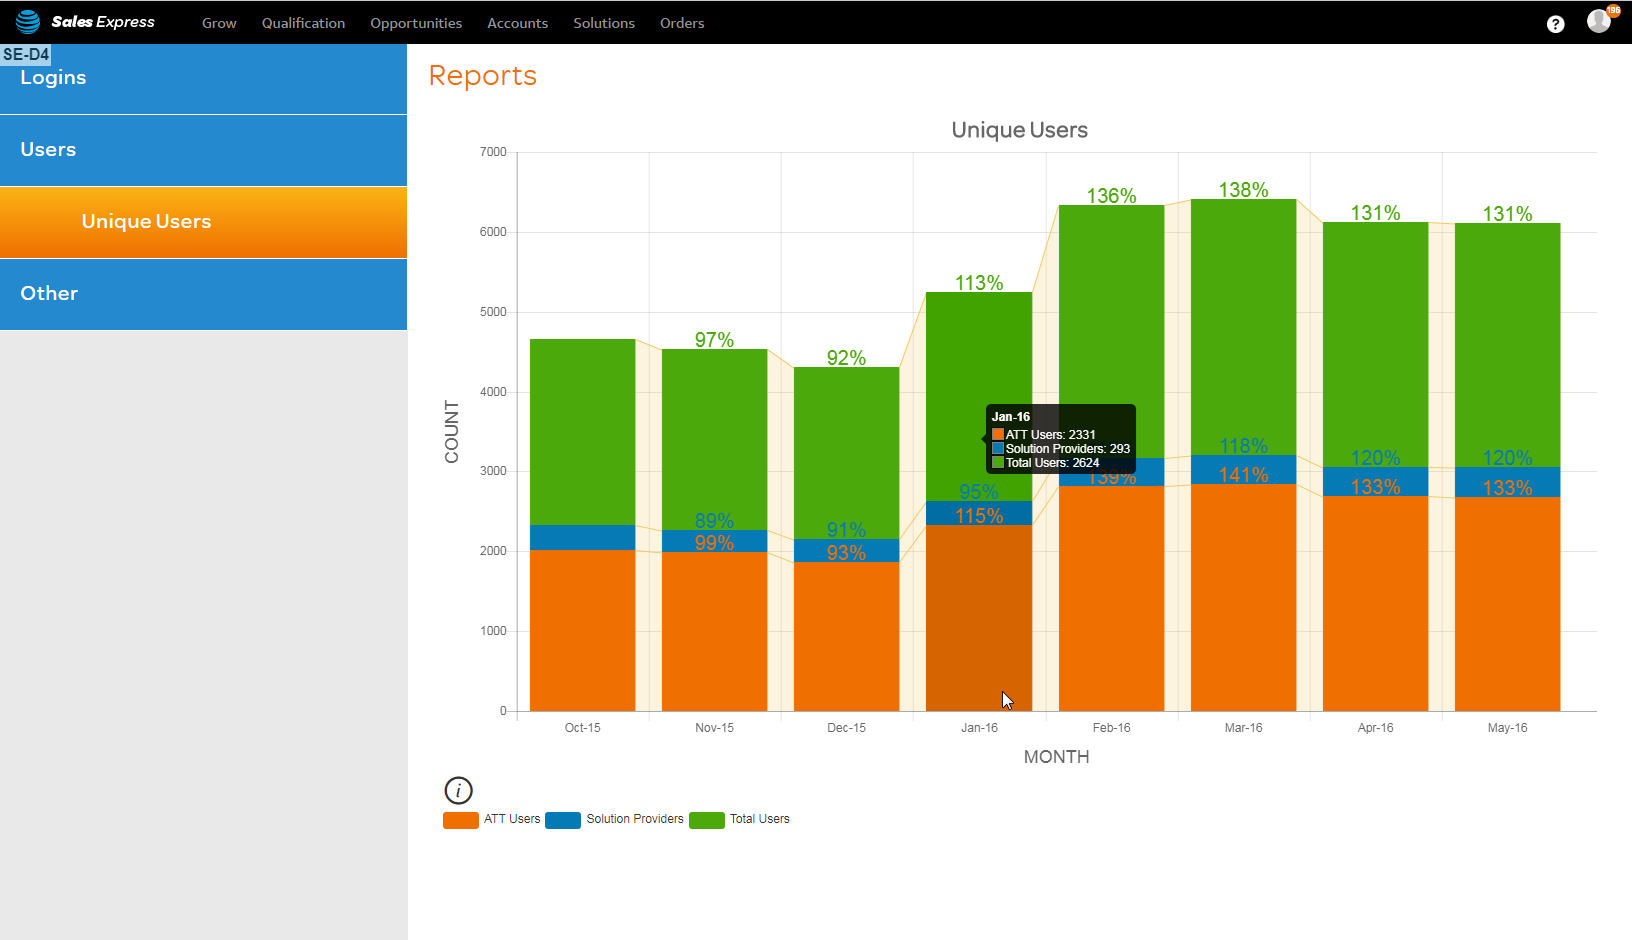 Sales Express Grow Qualification Opportunities Accounts Solutions Orders ? 196
SE-D4
Logins
Users
Unique Users
Other
Reports
Unique Users
7000
6000
5000
4000
3000
2000
1000
0
COUNT
97%
92%
113%
136%
138%
131%
131%
89%
91%
95%
118%
120%
120%
99%
93%
115%
139%
141%
133%
133%
Jan-16
ATT Users: 2331
Solution Providers: 293
Total Users: 2624
Oct-15 Nov-15 Dec-15 Jan-16 Feb-16 Mar-16 Apr-16 May-16
MONTH
i
ATT Users Solution Providers Total Users